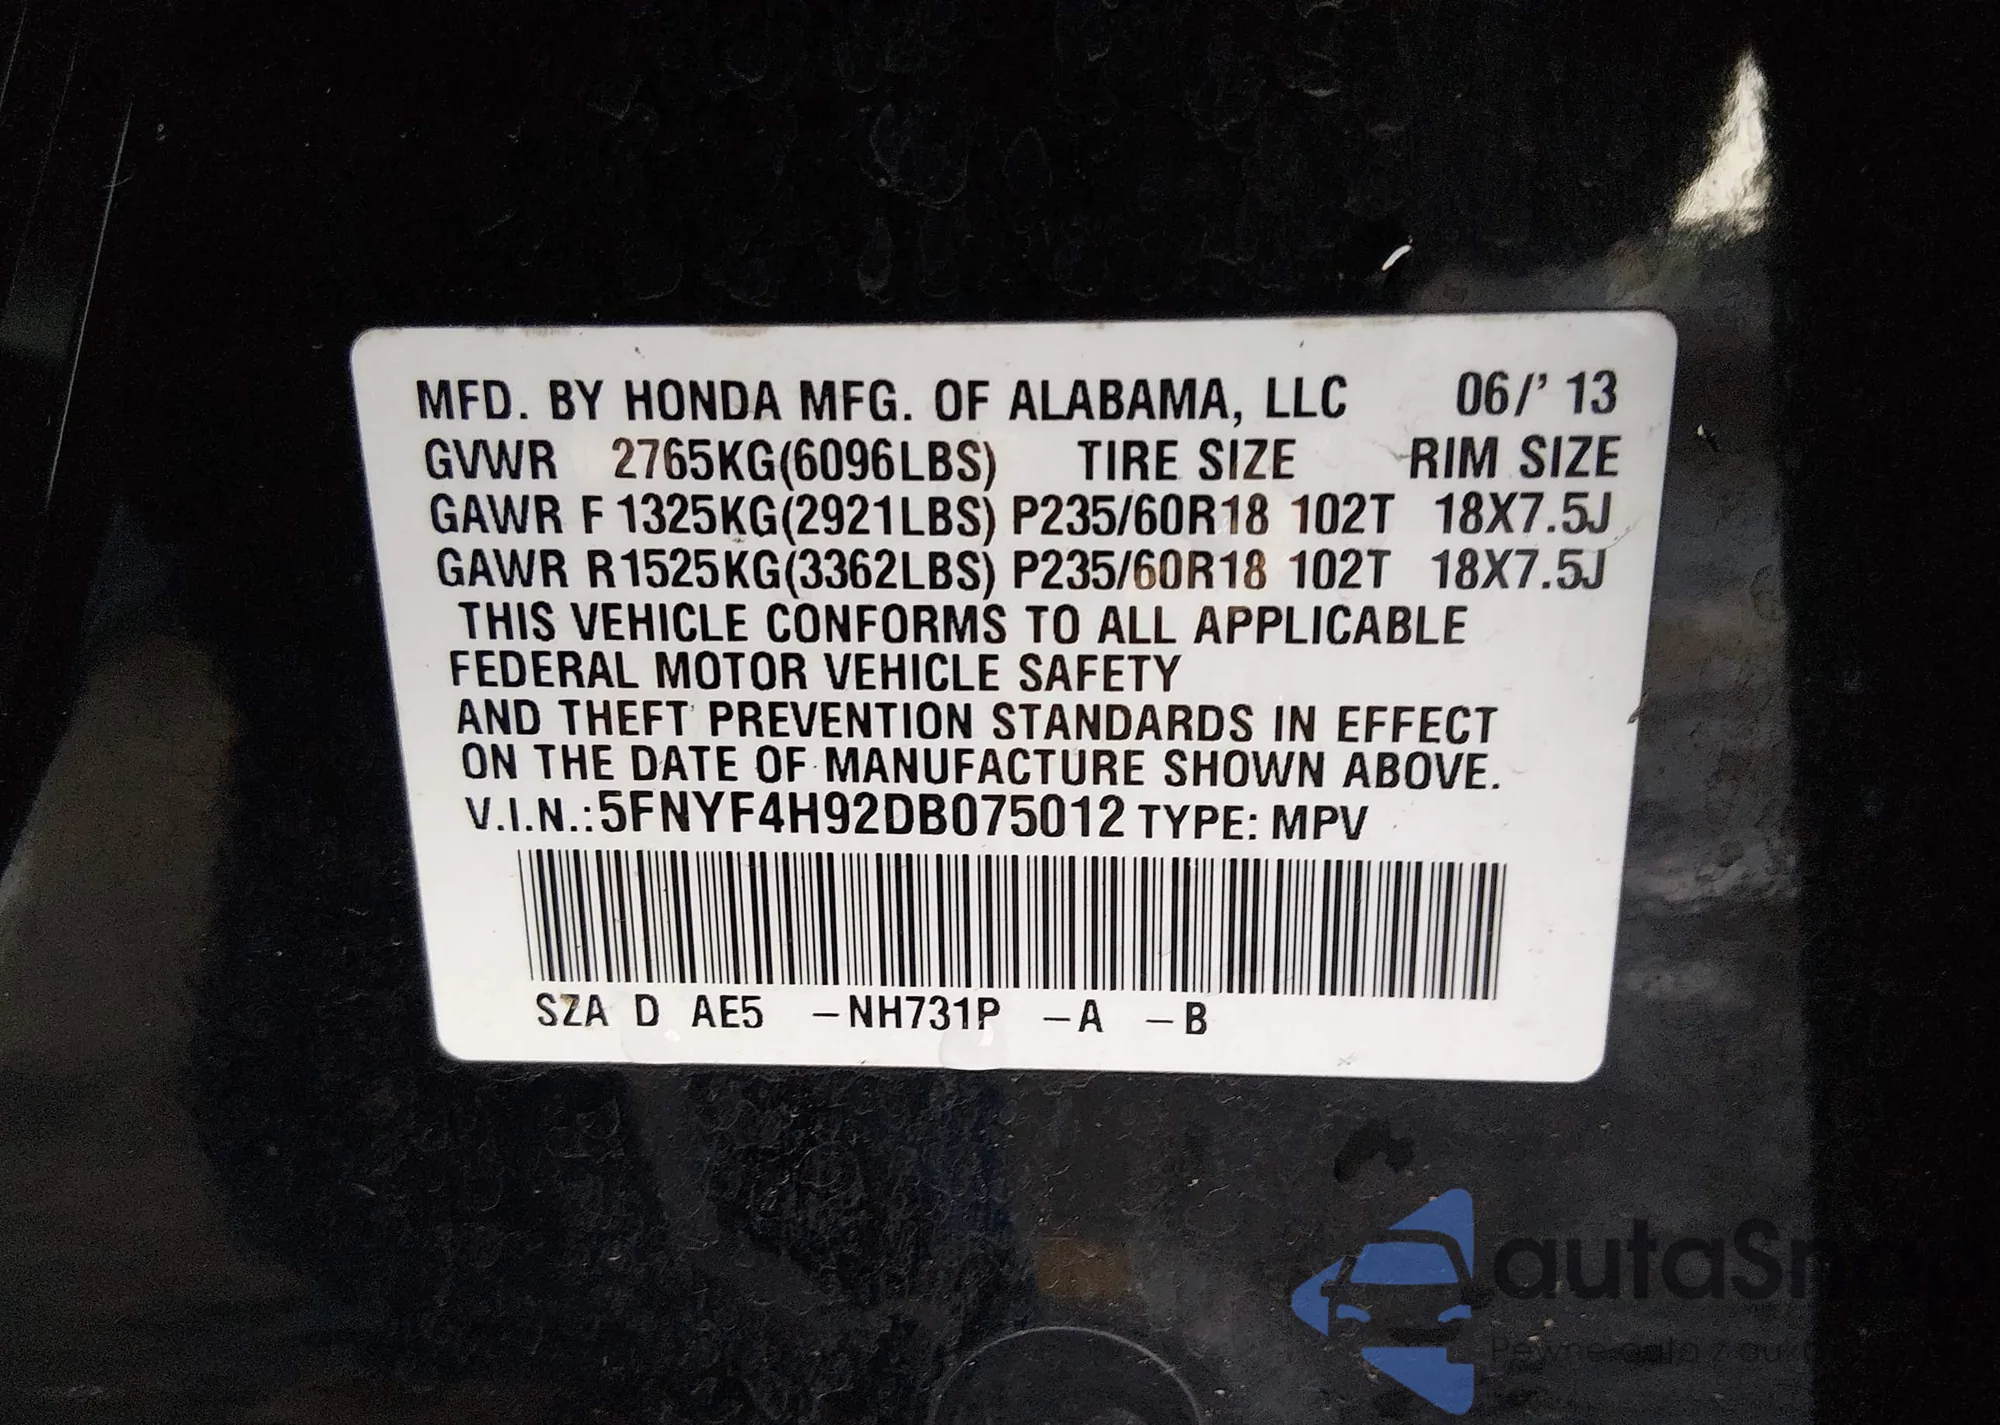 MFD. BY HONDA MFG. OF ALABAMA, LLC 06/' 13
GVWR 2765KG(6096LBS) TIRE SIZE RIM SIZE
GAWR F 1325KG(2921LBS) P235/60R18 102T 18X7.5J
GAWR R1525KG(3362LBS) P235/60R18 102T 18X7.5J
THIS VEHICLE CONFORMS TO ALL APPLICABLE
FEDERAL MOTOR VEHICLE SAFETY
AND THEFT PREVENTION STANDARDS IN EFFECT
ON THE DATE OF MANUFACTURE SHOWN ABOVE.
V.I.N.:5FNYF4H92DB075012 TYPE: MPV
SZA D AE5 -NH731P -A -B
autaSnap
Pewne auta z